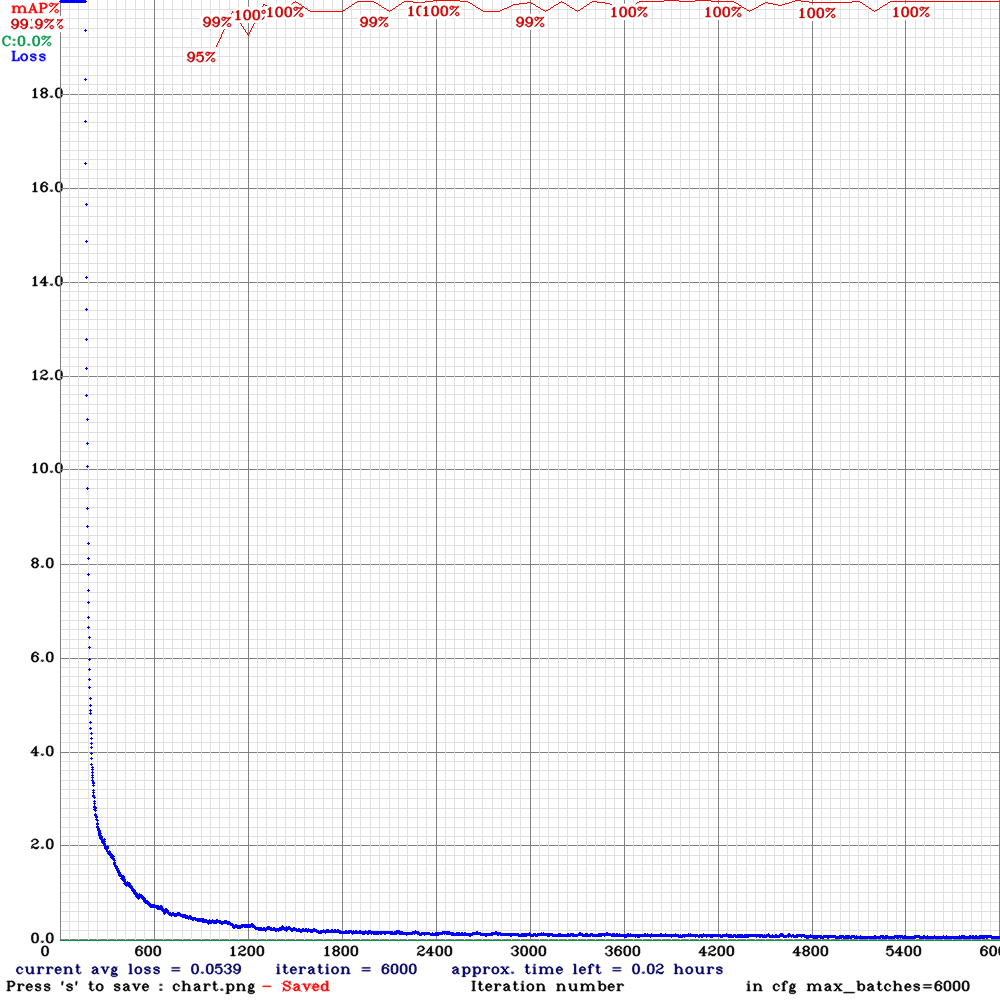 mAP%
99.9%%
C:0.0%
Loss
99% 100% 100% 99% 100100% 99% 100% 100% 100% 100%
95%
18.0
16.0
14.0
12.0
10.0
8.0
6.0
4.0
2.0
0.0
0 600 1200 1800 2400 3000 3600 4200 4800 5400 600
current avg loss = 0.0539 iteration = 6000 approx. time left = 0.02 hours
Press 's' to save : chart.png - Saved Iteration number in cfg max_batches=6000